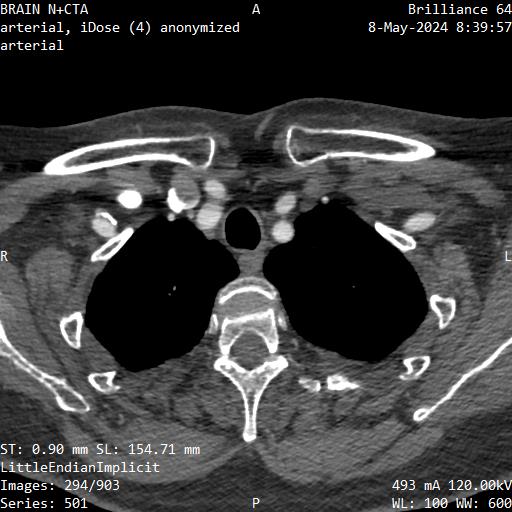 BRAIN N+CTA
A
Brilliance 64
arterial, iDose (4) anonymized
8-May-2024 8:39:57
arterial
R
L
ST: 0.90 mm SL: 154.71 mm
LittleEndianImplicit
Images: 294/903
493 mA 120.00kV
Series: 501
P
WL: 100 WW: 600